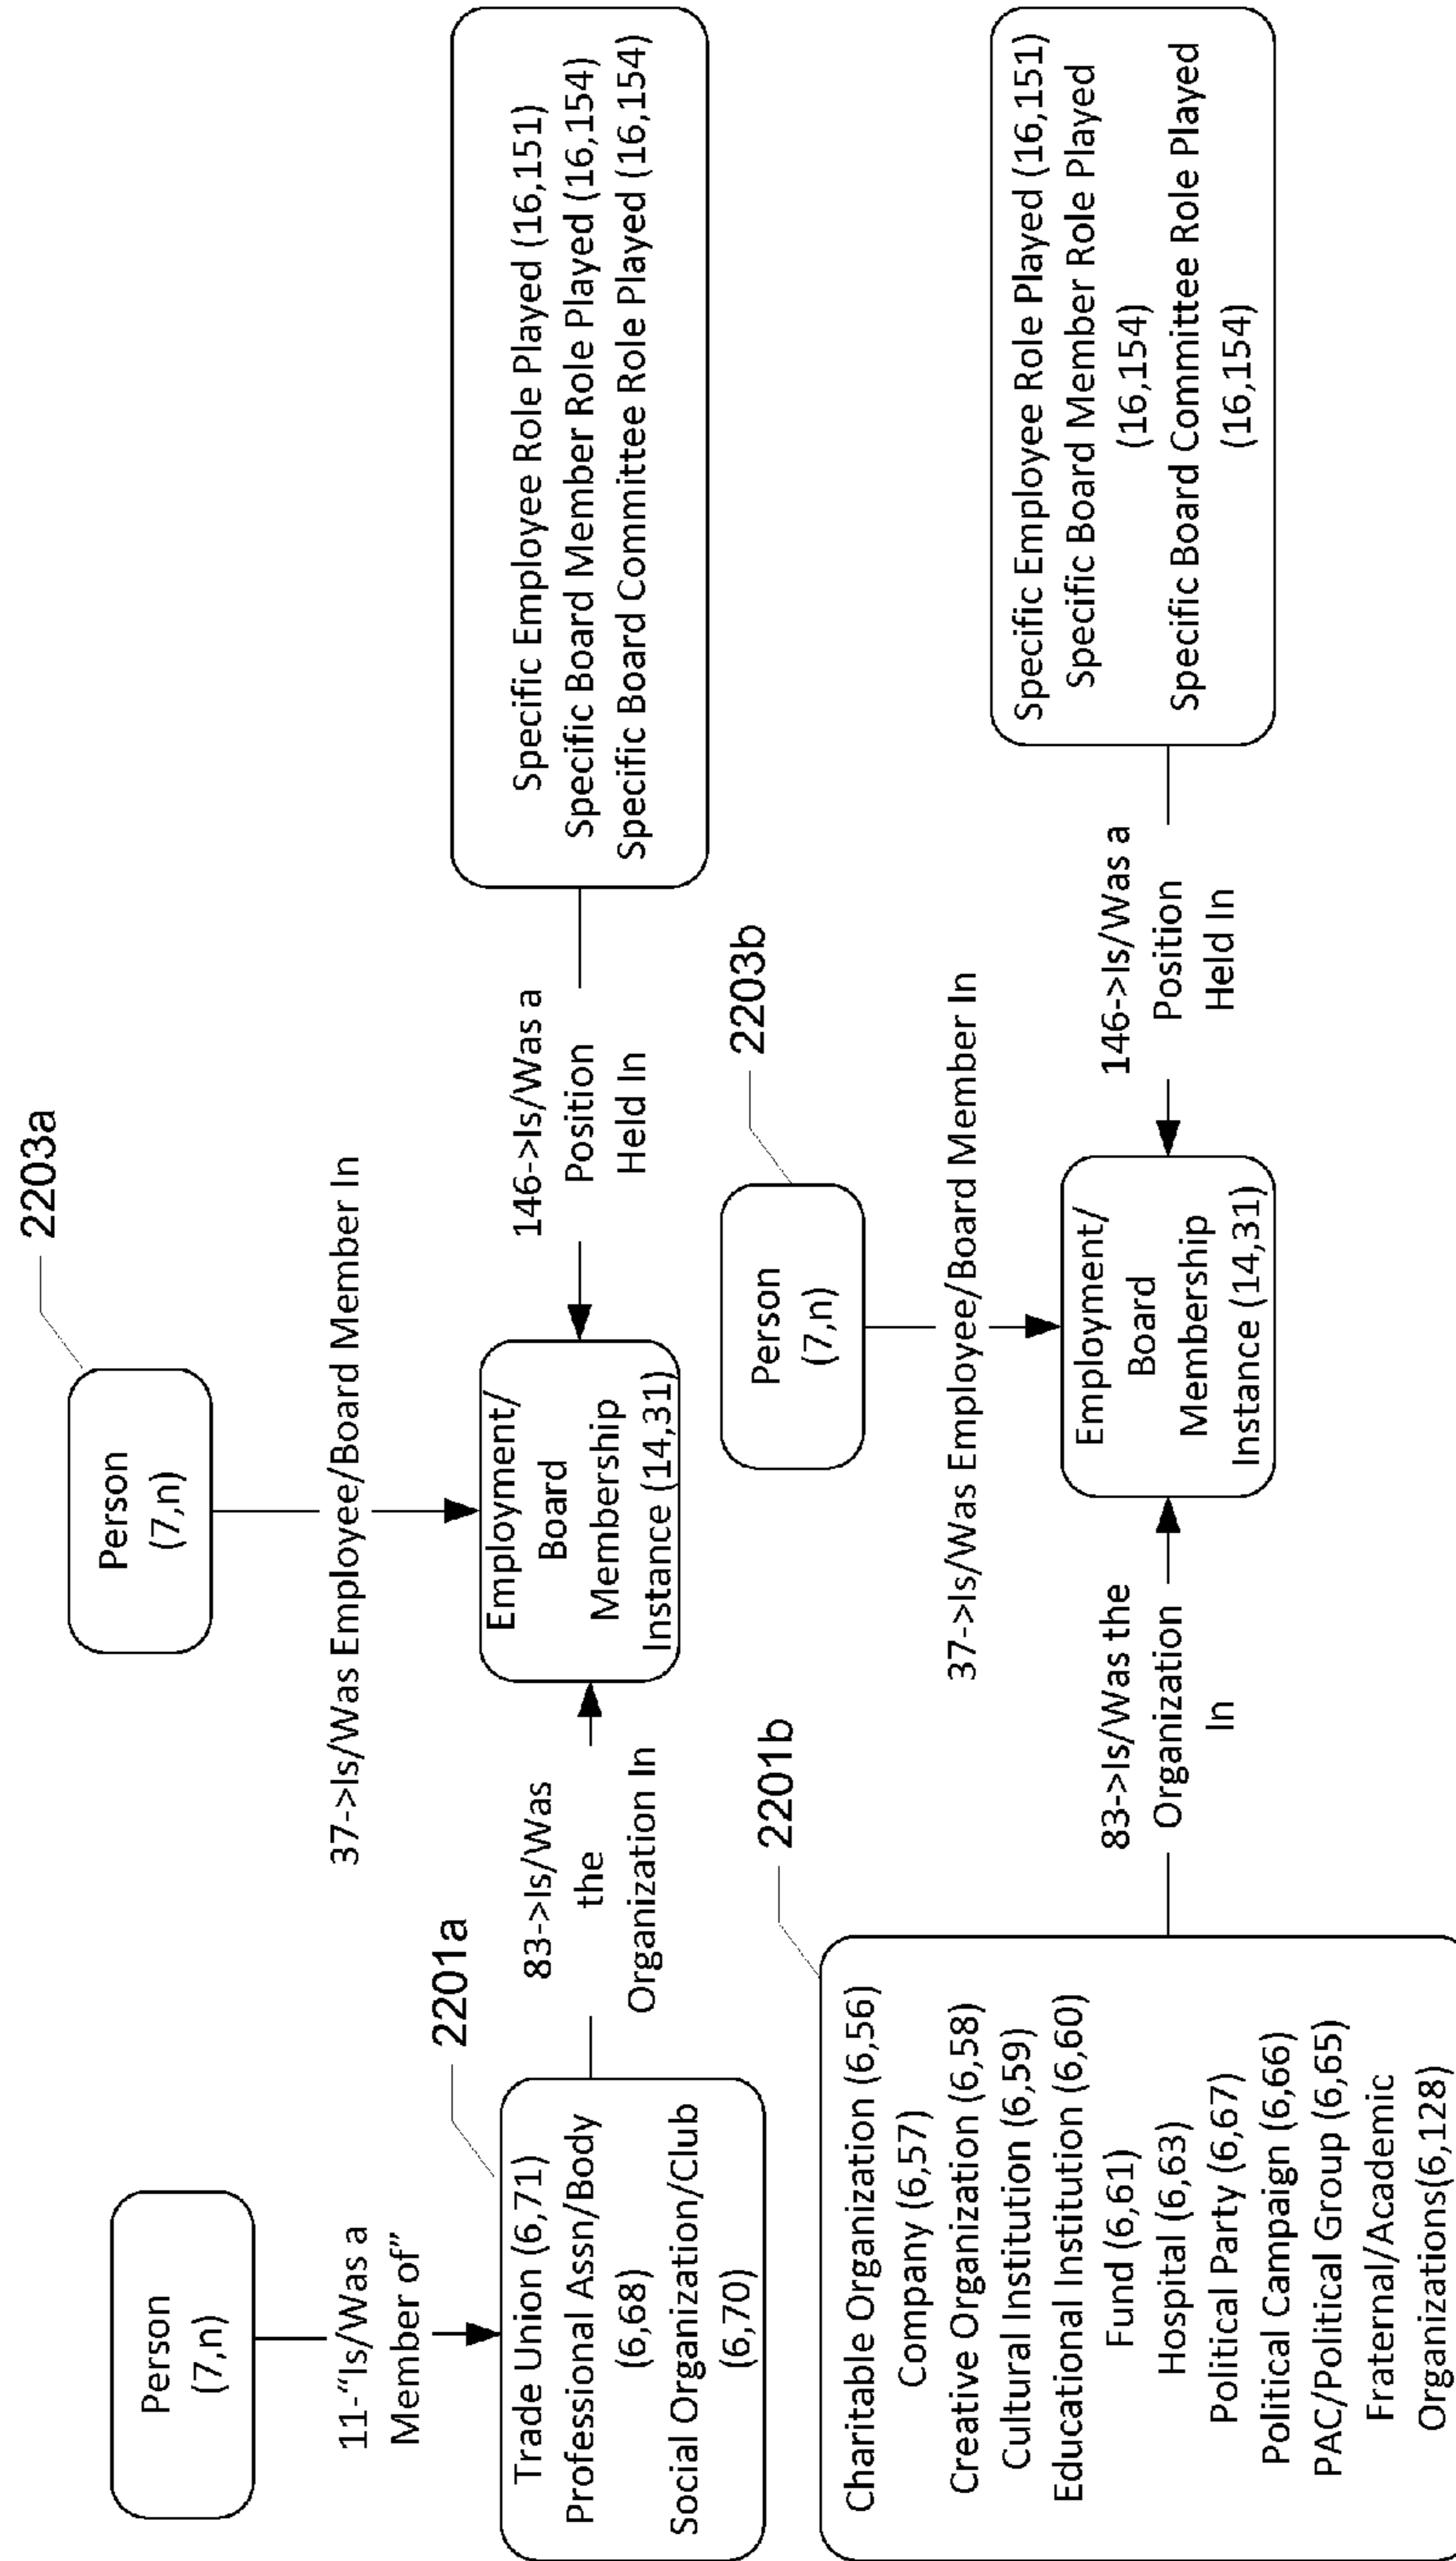 2203a
Person
(7,n)
Person
(7,n)
11-“Is/Was a
Member of”
37->Is/Was Employee/Board Member In
2201a
Trade Union (6,71)
Professional Assn/Body
(6,68)
Social Organization/Club
(6,70)
83->Is/Was
the
Organization In
Employment/
Board
Membership
Instance (14,31)
146->Is/Was a
Position
Held In
Specific Employee Role Played (16,151)
Specific Board Member Role Played (16,154)
Specific Board Committee Role Played (16,154)
2203b
Person
(7,n)
37->Is/Was Employee/Board Member In
2201b
Charitable Organization (6,56)
Company (6,57)
Creative Organization (6,58)
Cultural Institution (6,59)
Educational Institution (6,60)
Fund (6,61)
Hospital (6,63)
Political Party (6,67)
Political Campaign (6,66)
PAC/Political Group (6,65)
Fraternal/Academic
Organizations(6,128)
83->Is/Was the
Organization
In
Employment/
Board
Membership
Instance (14,31)
146->Is/Was a
Position
Held In
Specific Employee Role Played (16,151)
Specific Board Member Role Played
(16,154)
Specific Board Committee Role Played
(16,154)